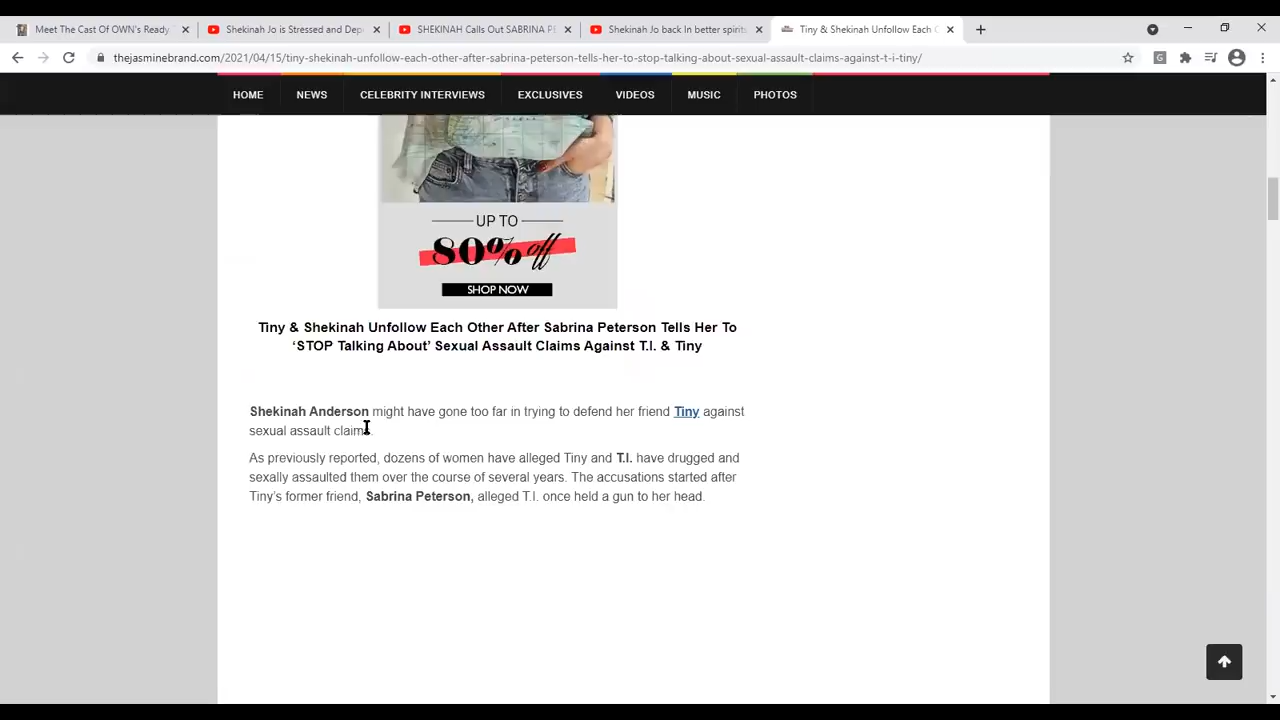 Meet The Cast Of OWN's Ready
Shekinah Jo is Stressed and Dep
SHEKINAH Calls Out SABRINA PE
Shekinah Jo back In better spirits
Tiny & Shekinah Unfollow Each O
thejasminebrand.com/2021/04/15/tiny-shekinah-unfollow-each-other-after-sabrina-peterson-tells-her-to-stop-talking-about-sexual-assault-claims-against-t-i-tiny/
HOME NEWS CELEBRITY INTERVIEWS EXCLUSIVES VIDEOS MUSIC PHOTOS
UP TO
80% off
SHOP NOW
Tiny & Shekinah Unfollow Each Other After Sabrina Peterson Tells Her To
‘STOP Talking About’ Sexual Assault Claims Against T.I. & Tiny
Shekinah Anderson might have gone too far in trying to defend her friend Tiny against
sexual assault claims.
As previously reported, dozens of women have alleged Tiny and T.I. have drugged and
sexally assaulted them over the course of several years. The accusations started after
Tiny’s former friend, Sabrina Peterson, alleged T.I. once held a gun to her head.